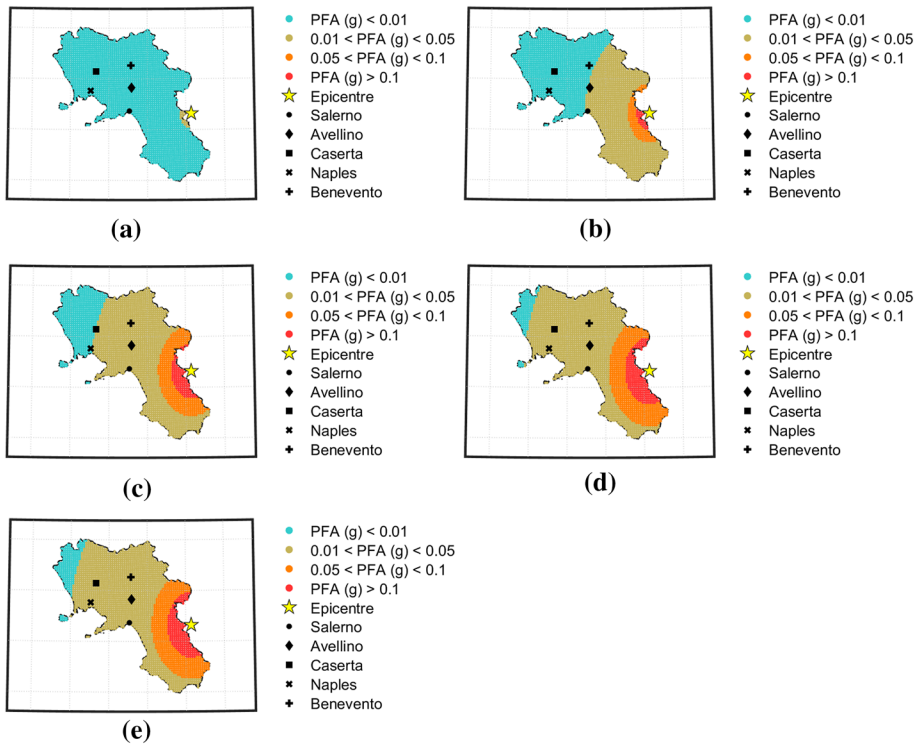 PFA (g) < 0.01
0.01 < PFA (g) < 0.05
0.05 < PFA (g) < 0.1
PFA (g) > 0.1
Epicentre
Salerno
Avellino
Caserta
Naples
Benevento
(a)
PFA (g) < 0.01
0.01 < PFA (g) < 0.05
0.05 < PFA (g) < 0.1
PFA (g) > 0.1
Epicentre
Salerno
Avellino
Caserta
Naples
Benevento
(b)
PFA (g) < 0.01
0.01 < PFA (g) < 0.05
0.05 < PFA (g) < 0.1
PFA (g) > 0.1
Epicentre
Salerno
Avellino
Caserta
Naples
Benevento
(c)
PFA (g) < 0.01
0.01 < PFA (g) < 0.05
0.05 < PFA (g) < 0.1
PFA (g) > 0.1
Epicentre
Salerno
Avellino
Caserta
Naples
Benevento
(d)
PFA (g) < 0.01
0.01 < PFA (g) < 0.05
0.05 < PFA (g) < 0.1
PFA (g) > 0.1
Epicentre
Salerno
Avellino
Caserta
Naples
Benevento
(e)